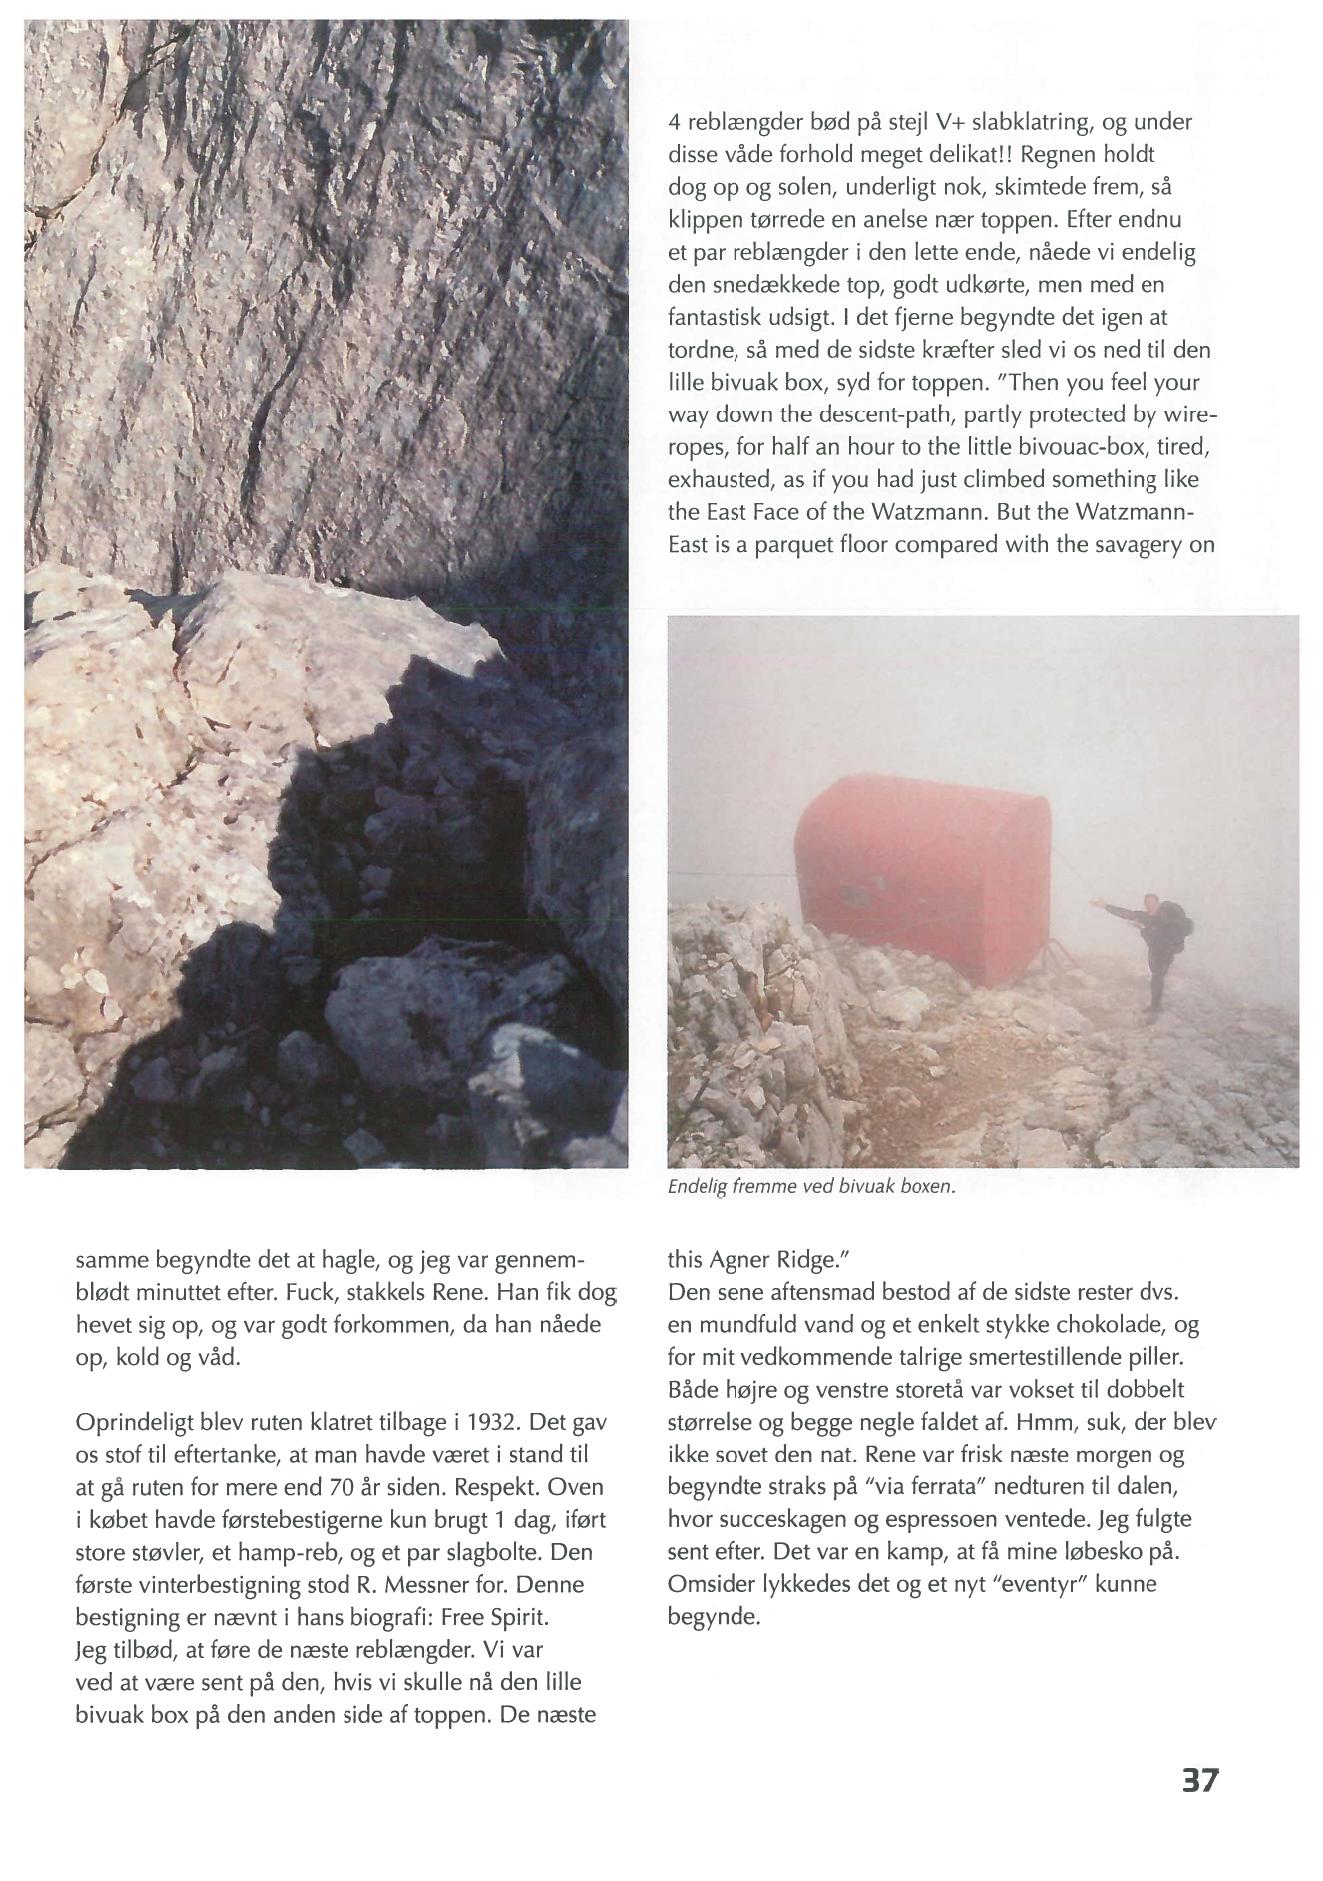 samme begyndte det at hagle, og jeg var gennem-
blødt minuttet efter. Fuck, stakkels Rene. Han fik dog
hevet sig op, og var godt forkommen, da han nåede
op, kold og våd.

Oprindeligt blev ruten klatret tilbage i 1932. Det gav
os stof til eftertanke, at man havde været i stand til
at gå ruten for mere end 70 år siden. Respekt. Oven
i købet havde førstebestigerne kun brugt 1 dag, iført
store støvler, et hamp-reb, og et par slagbolte. Den
første vinterbestigning stod R. Messner for. Denne
bestigning er nævnt i hans biografi: Free Spirit.
Jeg tilbød, at føre de næste reblængder. Vi var
ved at være sent på den, hvis vi skulle nå den lille
bivuak box på den anden side af toppen. De næste
4 reblængder bød på stejl V+ slabklatring, og under
disse våde forhold meget delikat!! Regnen holdt
dog op og solen, underligt nok, skimtede frem, så
klippen tørrede en anelse nær toppen. Efter endnu
et par reblængder i den lette ende, nåede vi endelig
den snedækkede top, godt udkørte, men med en
fantastisk udsigt. I det fjerne begyndte det igen at
tordne, så med de sidste kræfter sled vi os ned til den
lille bivuak box, syd for toppen. "Then you feel your
way down the descent-path, partly protected by wire-
ropes, for half an hour to the little bivouac-box, tired,
exhausted, as if you had just climbed something like
the East Face of the Watzmann. But the Watzmann-
East is a parquet floor compared with the savagery on
Endelig fremme ved bivuak boxen.
this Agner Ridge."
Den sene aftensmad bestod af de sidste rester dvs.
en mundfuld vand og et enkelt stykke chokolade, og
for mit vedkommende talrige smertestillende piller.
Både højre og venstre storetå var vokset til dobbelt
størrelse og begge negle faldet af. Hmm, suk, der blev
ikke sovet den nat. Rene var frisk næste morgen og
begyndte straks på "via ferrata" nedturen til dalen,
hvor succeskagen og espressoen ventede. Jeg fulgte
sent efter. Det var en kamp, at få mine løbesko på.
Omsider lykkedes det og et nyt "eventyr" kunne
begynde.
37